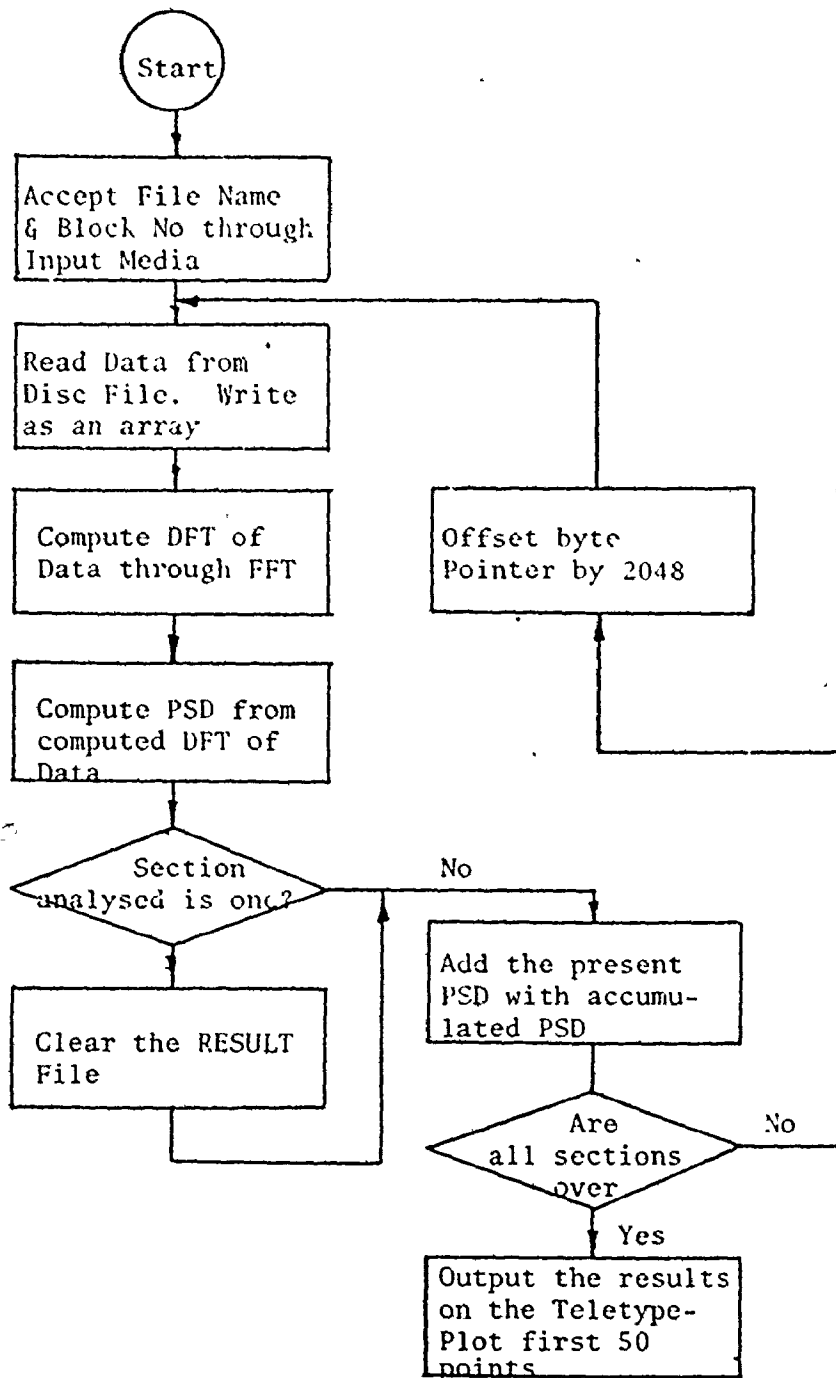 Start
Accept File Name
& Block No through
Input Media
Read Data from
Disc File. Write
as an array
Compute DFT of
Data through FFT
Offset byte
Pointer by 2048
Compute PSD from
computed DFT of
Data
Section
analysed is one?
No
Clear the RESULT
File
Add the present
PSD with accumu-
lated PSD
Are
all sections
over
No
Yes
Output the results
on the Teletype-
Plot first 50
points